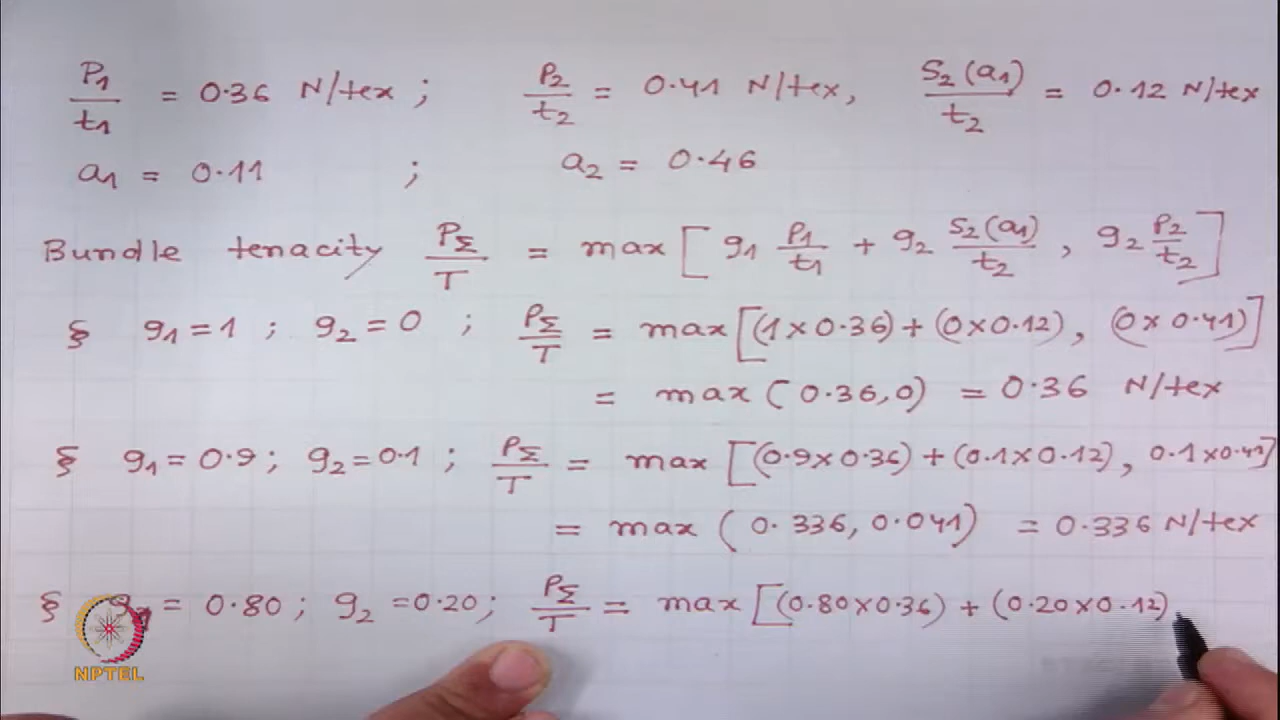 P₁/t₁ = 0.36 N/tex ; P₂/t₂ = 0.41 N/tex, S₂(a₁)/t₂ = 0.12 N/tex
a₁ = 0.11 ; a₂ = 0.46
Bundle tenacity P_Σ/T = max[ g₁ P₁/t₁ + g₂ S₂(a₁)/t₂ , g₂ P₂/t₂ ]
§ g₁=1 ; g₂=0 ; P_Σ/T = max[(1×0.36)+(0×0.12), (0×0.41)]
= max(0.36,0) = 0.36 N/tex
§ g₁=0.9; g₂=0.1 ; P_Σ/T = max[(0.9×0.36)+(0.1×0.12), 0.1×0.41]
= max(0.336, 0.041) = 0.336 N/tex
§ g₁ = 0.80; g₂ =0.20; P_Σ/T = max[(0.80×0.36) + (0.20×0.12),
NPTEL